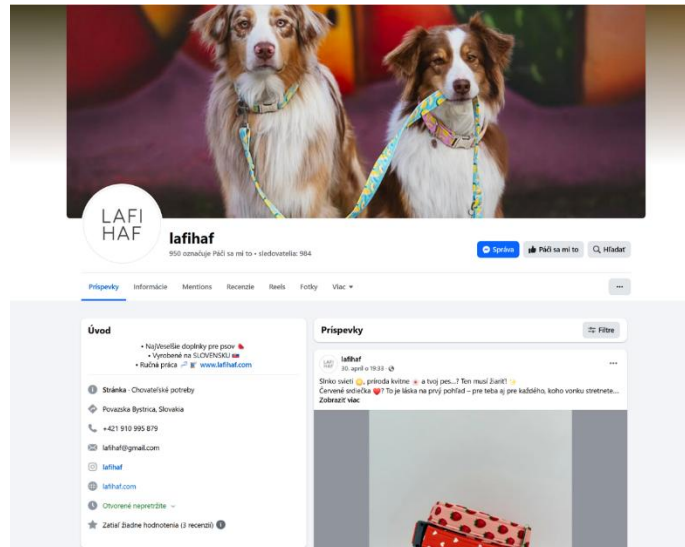 LAFI
HAF
lafihaf
950 označuje Páči sa mi to • sledovatelia: 984
Správa
Páči sa mi to
Hľadať
Príspevky
Informácie
Mentions
Recenzie
Reels
Fotky
Viac
Úvod
• NajVeselšie doplnky pre psov
• Vyrobené na SLOVENSKU
• Ručná práca www.lafihaf.com
Stránka · Chovateľské potreby
Povazska Bystrica, Slovakia
+421 910 995 879
lafihaf@gmail.com
lafihaf
lafihaf.com
Otvorené nepretržite
Zatiaľ žiadne hodnotenia (3 recenzií)
Príspevky
Filtre
LAFI
HAF
lafihaf
30. apríl o 19:33
Slnko svieti, príroda kvitne a tvoj pes...? Ten musí žiariť!
Červené srdiečka? To je láska na prvý pohľad – pre teba aj pre každého, koho vonku stretnete...
Zobraziť viac